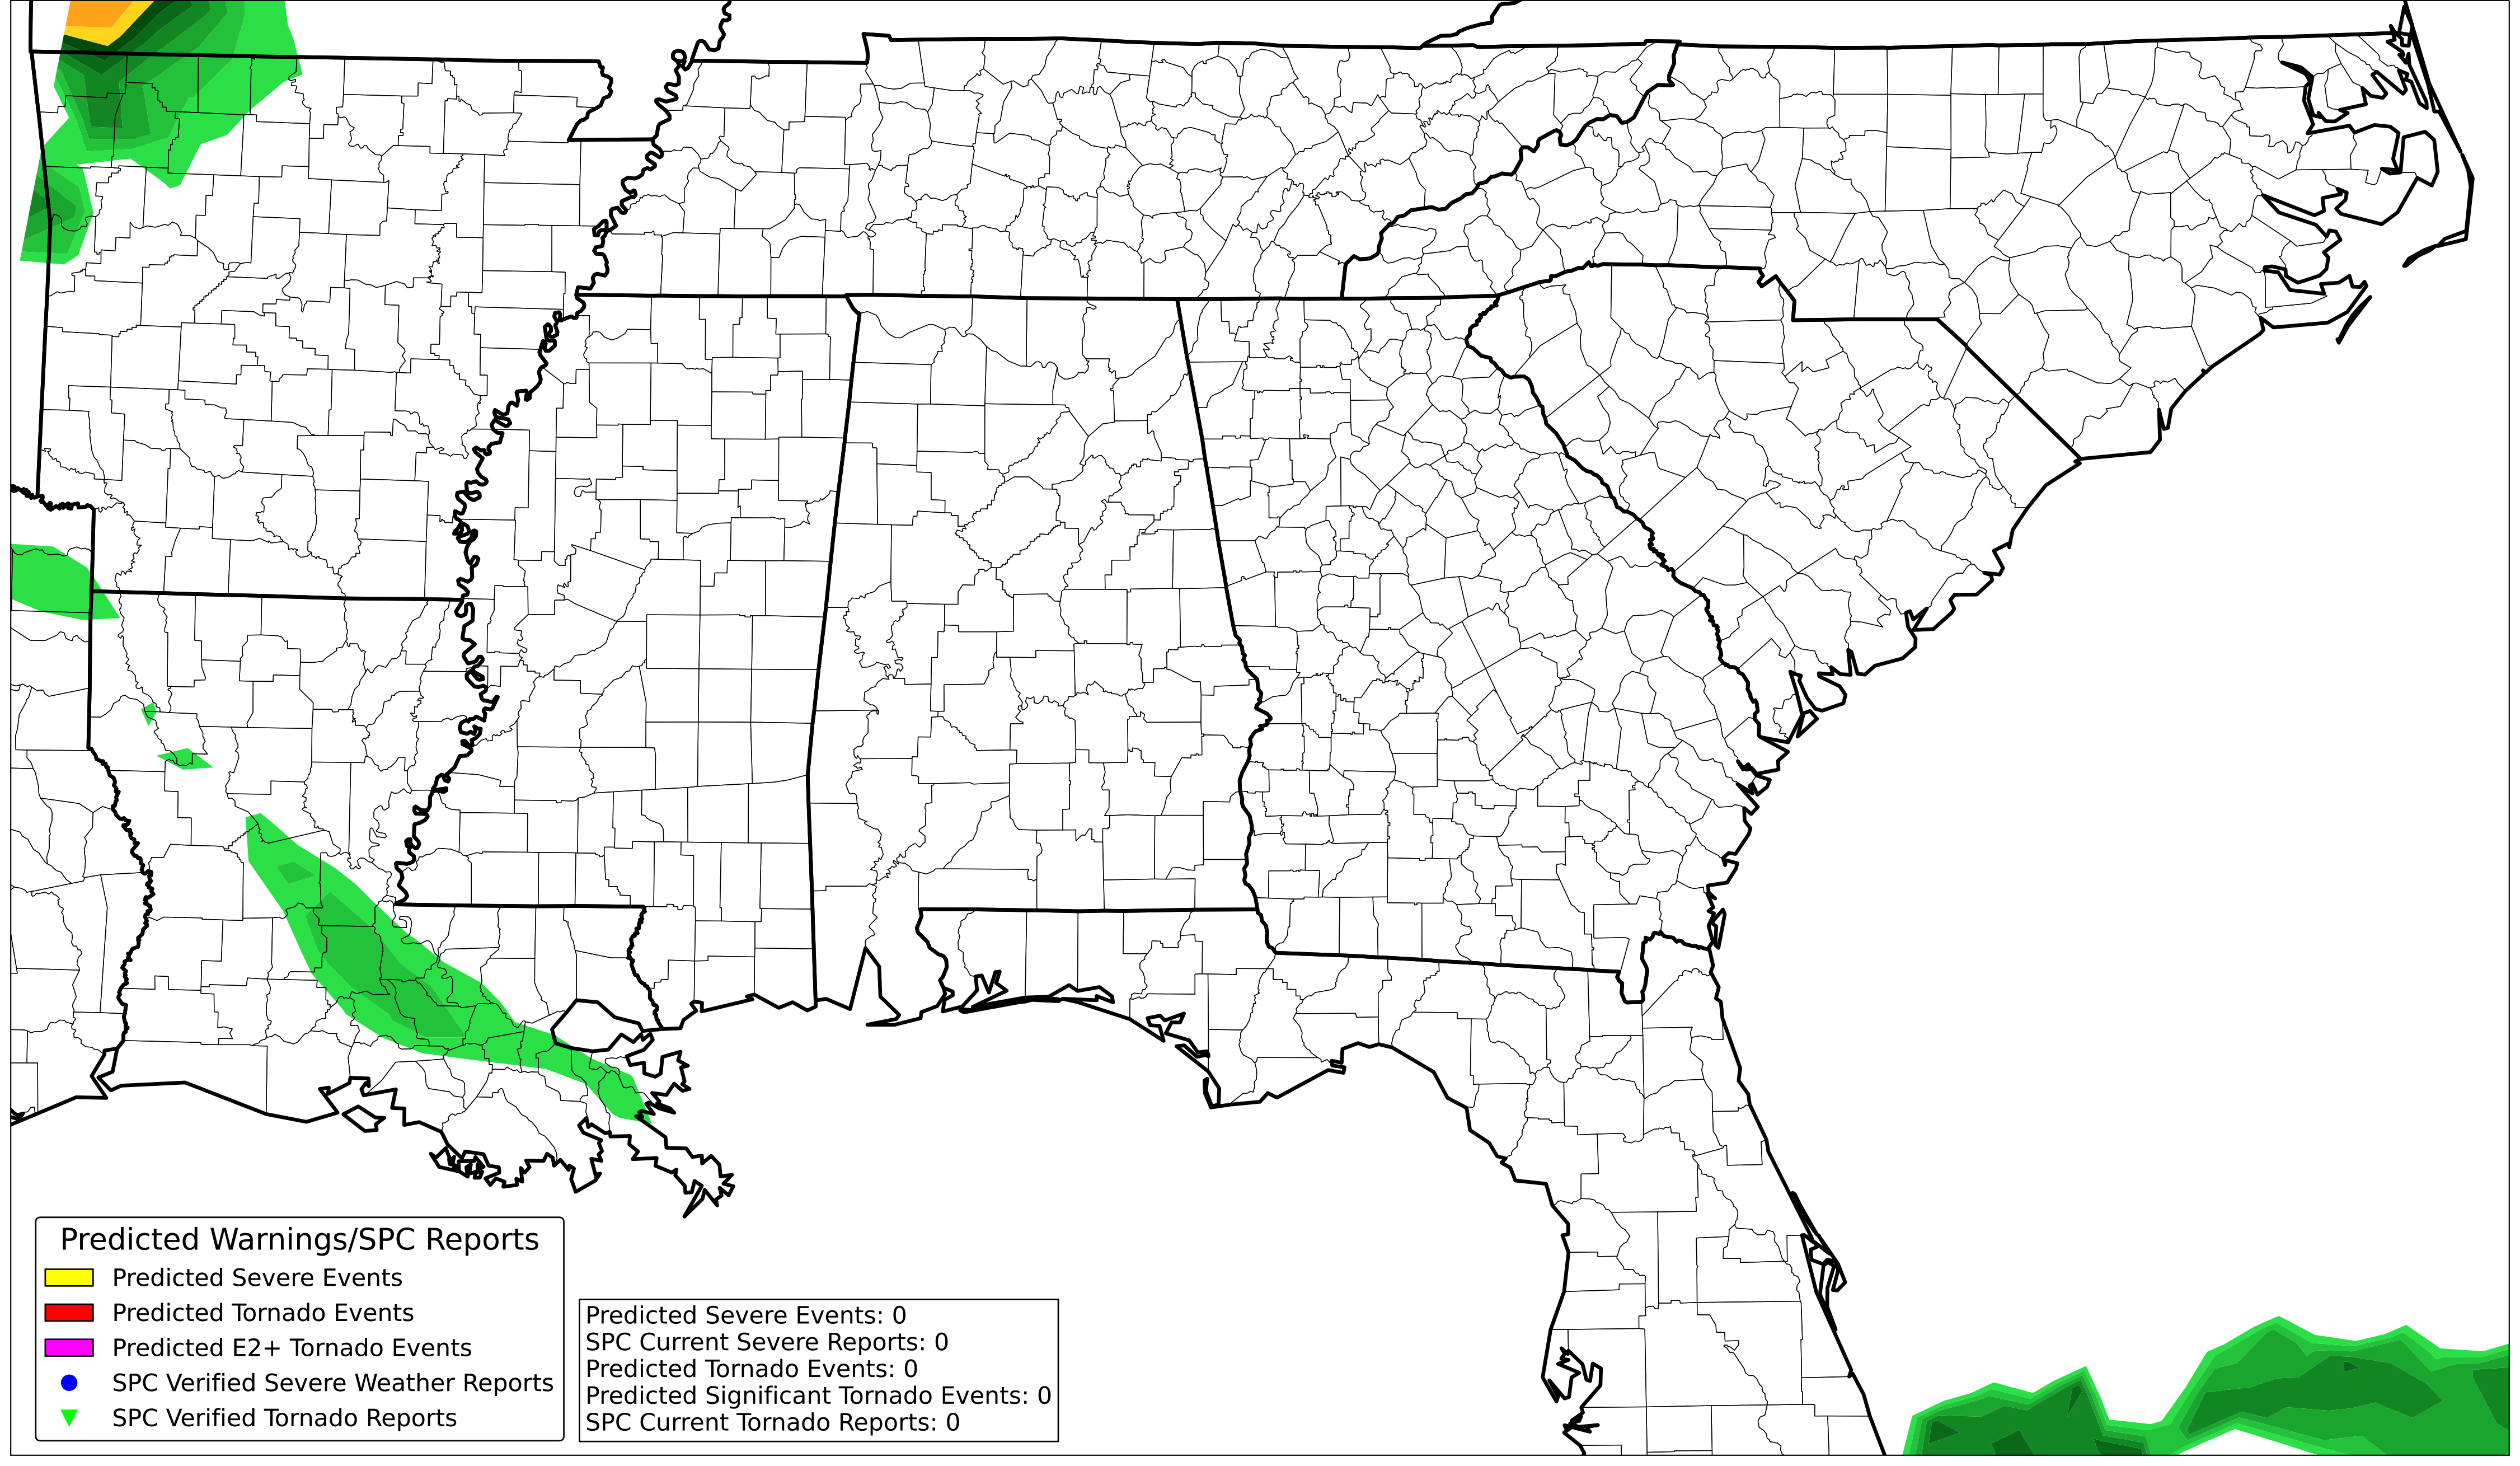 Predicted Warnings/SPC Reports
Predicted Severe Events
Predicted Tornado Events
Predicted E2+ Tornado Events
SPC Verified Severe Weather Reports
SPC Verified Tornado Reports
Predicted Severe Events: 0
SPC Current Severe Reports: 0
Predicted Tornado Events: 0
Predicted Significant Tornado Events: 0
SPC Current Tornado Reports: 0